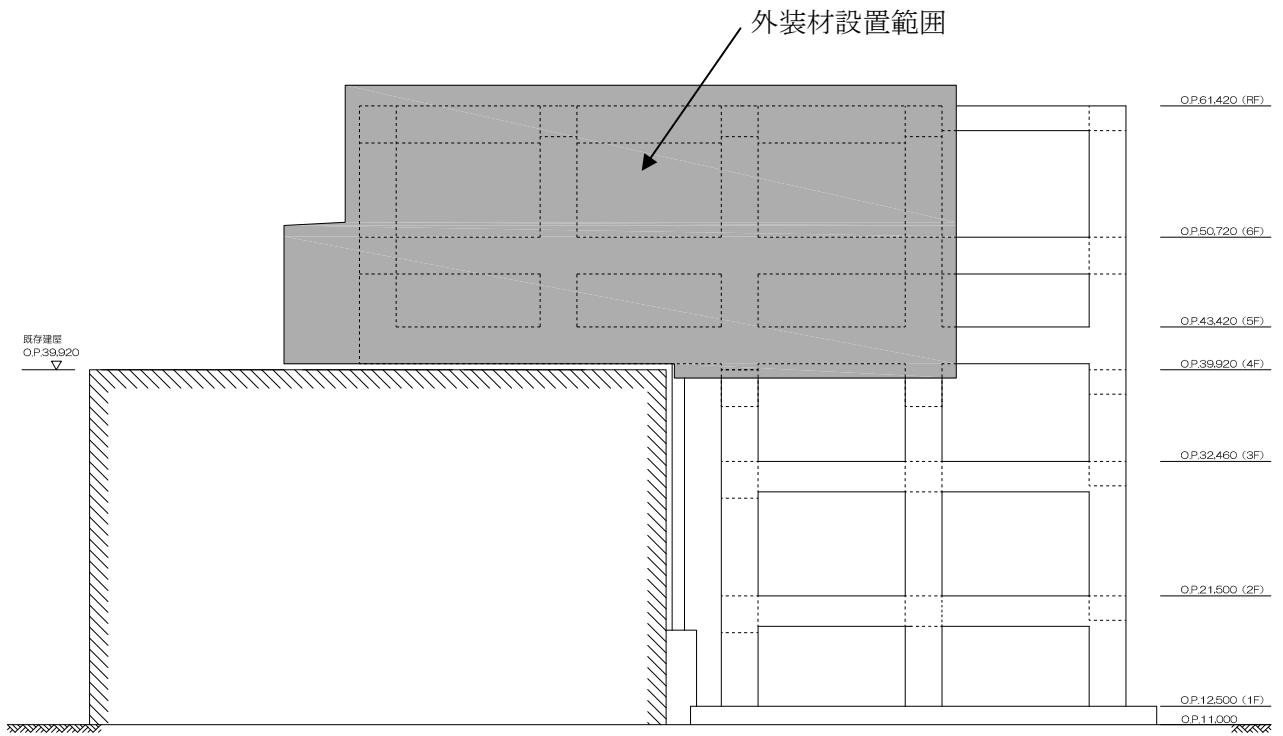 外装材設置範囲
O.P.61,420 (RF)
O.P.50,720 (6F)
O.P.43,420 (5F)
既存建屋
O.P.39,920
O.P.39,920 (4F)
O.P.32,460 (3F)
O.P.21,500 (2F)
O.P.12,500 (1F)
O.P.11,000